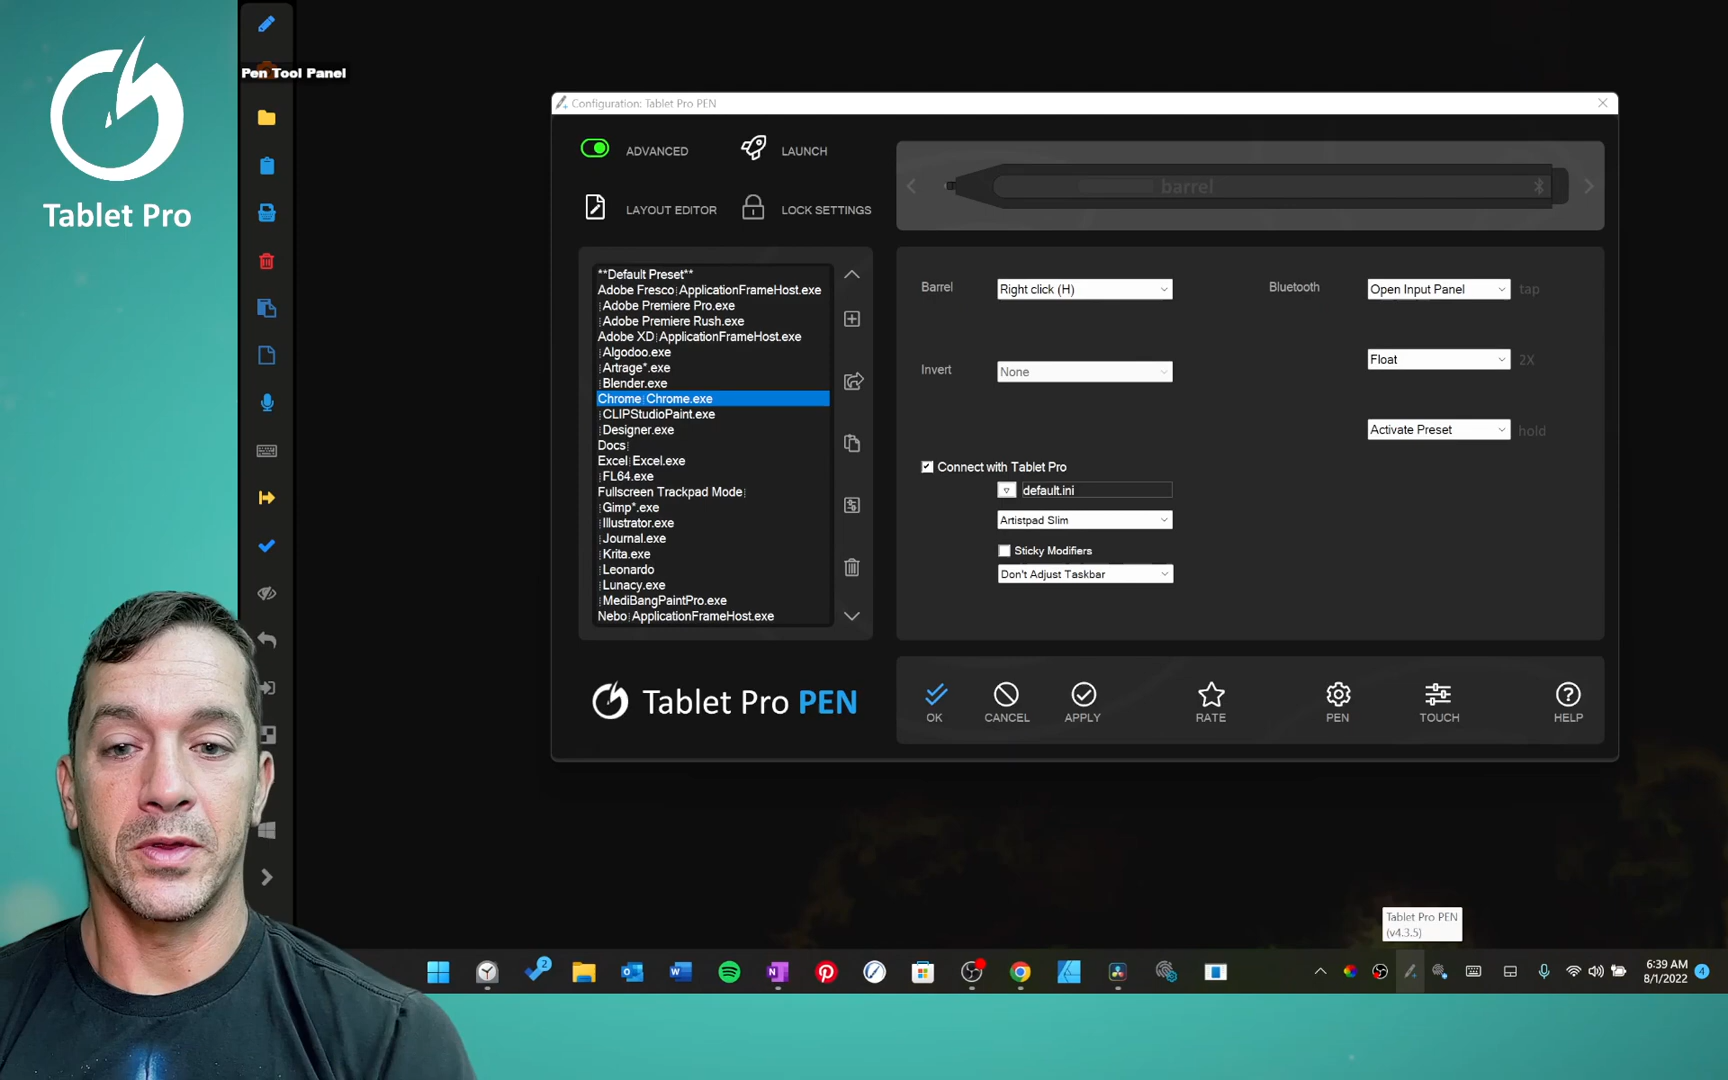 Tablet Pro
Pen Tool Panel
Configuration: Tablet Pro PEN
ADVANCED
LAUNCH
LAYOUT EDITOR
LOCK SETTINGS
barrel
**Default Preset**
Adobe Fresco¦ApplicationFrameHost.exe
¦Adobe Premiere Pro.exe
¦Adobe Premiere Rush.exe
Adobe XD¦ApplicationFrameHost.exe
¦Algodoo.exe
¦Artrage*.exe
¦Blender.exe
Chrome¦Chrome.exe
¦CLIPStudioPaint.exe
¦Designer.exe
Docs¦
Excel¦Excel.exe
¦FL64.exe
Fullscreen Trackpad Mode¦
¦Gimp*.exe
¦Illustrator.exe
¦Journal.exe
¦Krita.exe
¦Leonardo
¦Lunacy.exe
¦MediBangPaintPro.exe
Nebo¦ApplicationFrameHost.exe
Barrel
Right click (H)
Invert
None
Connect with Tablet Pro
default.ini
Artistpad Slim
Sticky Modifiers
Don't Adjust Taskbar
Bluetooth
Open Input Panel
tap
Float
2X
Activate Preset
hold
Tablet Pro PEN
OK
CANCEL
APPLY
RATE
PEN
TOUCH
HELP
Tablet Pro PEN
(v4.3.5)
2
6:39 AM
8/1/2022
4